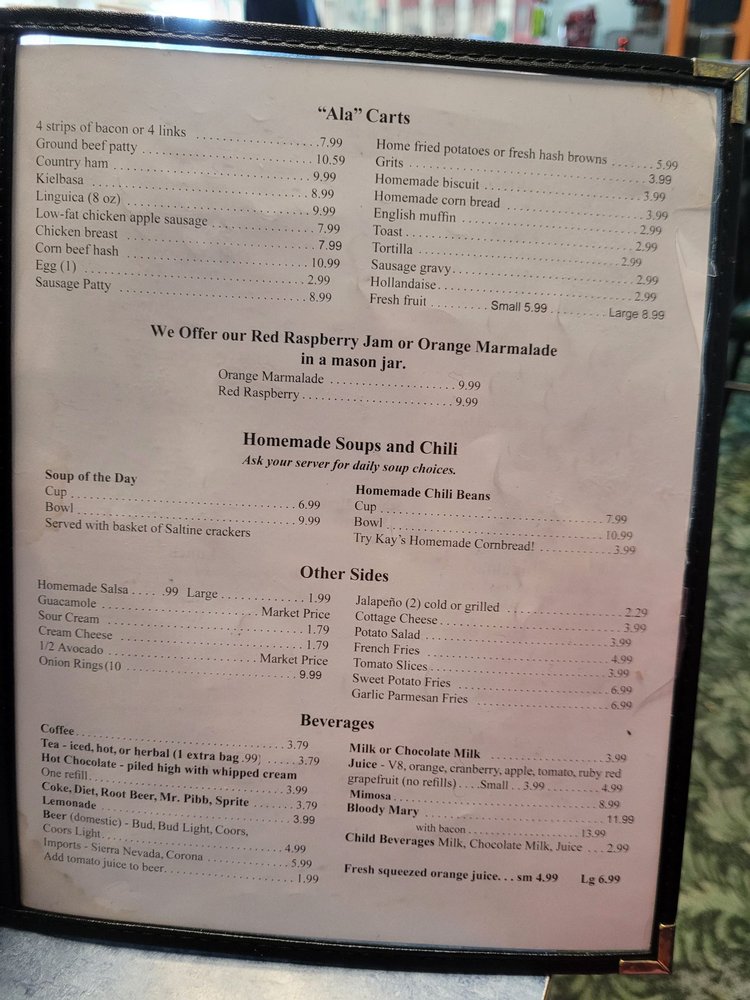 “Ala” Carts
4 strips of bacon or 4 links ........ 7.99
Ground beef patty ........ 10.59
Country ham ........ 9.99
Kielbasa ........ 8.99
Linguica (8 oz) ........ 9.99
Low-fat chicken apple sausage ........ 7.99
Chicken breast ........ 7.99
Corn beef hash ........ 10.99
Egg (1) ........ 2.99
Sausage Patty ........ 8.99
Home fried potatoes or fresh hash browns ....... 5.99
Grits ........ 3.99
Homemade biscuit ........ 3.99
Homemade corn bread ........ 3.99
English muffin ........ 2.99
Toast ........ 2.99
Tortilla ........ 2.99
Sausage gravy ........ 2.99
Hollandaise ........ 2.99
Fresh fruit ........ Small 5.99 ........ Large 8.99
We Offer our Red Raspberry Jam or Orange Marmalade
in a mason jar.
Orange Marmalade ........ 9.99
Red Raspberry ........ 9.99
Homemade Soups and Chili
Ask your server for daily soup choices.
Soup of the Day
Cup ........ 6.99
Bowl ........ 9.99
Served with basket of Saltine crackers
Homemade Chili Beans
Cup ........ 7.99
Bowl ........ 10.99
Try Kay's Homemade Cornbread! ........ 3.99
Other Sides
Homemade Salsa ..... .99 Large ........ 1.99
Guacamole ........ Market Price
Sour Cream ........ 1.79
Cream Cheese ........ 1.79
1/2 Avocado ........ Market Price
Onion Rings(10 ........ 9.99
Jalapeño (2) cold or grilled ........ 2.29
Cottage Cheese ........ 3.99
Potato Salad ........ 3.99
French Fries ........ 4.99
Tomato Slices ........ 3.99
Sweet Potato Fries ........ 6.99
Garlic Parmesan Fries ........ 6.99
Beverages
Coffee ........ 3.79
Tea - iced, hot, or herbal (1 extra bag .99) ..... 3.79
Hot Chocolate - piled high with whipped cream
One refill ........ 3.99
Coke, Diet, Root Beer, Mr. Pibb, Sprite ....... 3.79
Lemonade ........ 3.99
Beer (domestic) - Bud, Bud Light, Coors,
Coors Light ........ 4.99
Imports - Sierra Nevada, Corona ........ 5.99
Add tomato juice to beer ........ 1.99
Milk or Chocolate Milk ........ 3.99
Juice - V8, orange, cranberry, apple, tomato, ruby red
grapefruit (no refills) .... Small .. 3.99 ........ 4.99
Mimosa ........ 8.99
Bloody Mary ........ 11.99
with bacon ........ 13.99
Child Beverages Milk, Chocolate Milk, Juice ... 2.99
Fresh squeezed orange juice. . . sm 4.99 Lg 6.99